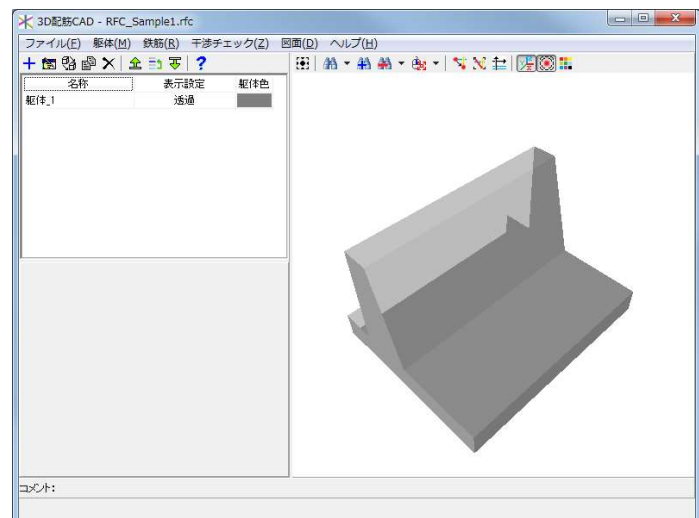 3D配筋CAD - RFC_Sample1.rfc
ファイル(F) 躯体(M) 鉄筋(R) 干渉チェック(Z) 図面(D) ヘルプ(H)
名称 表示設定 躯体色
躯体_1 透過
コメント: